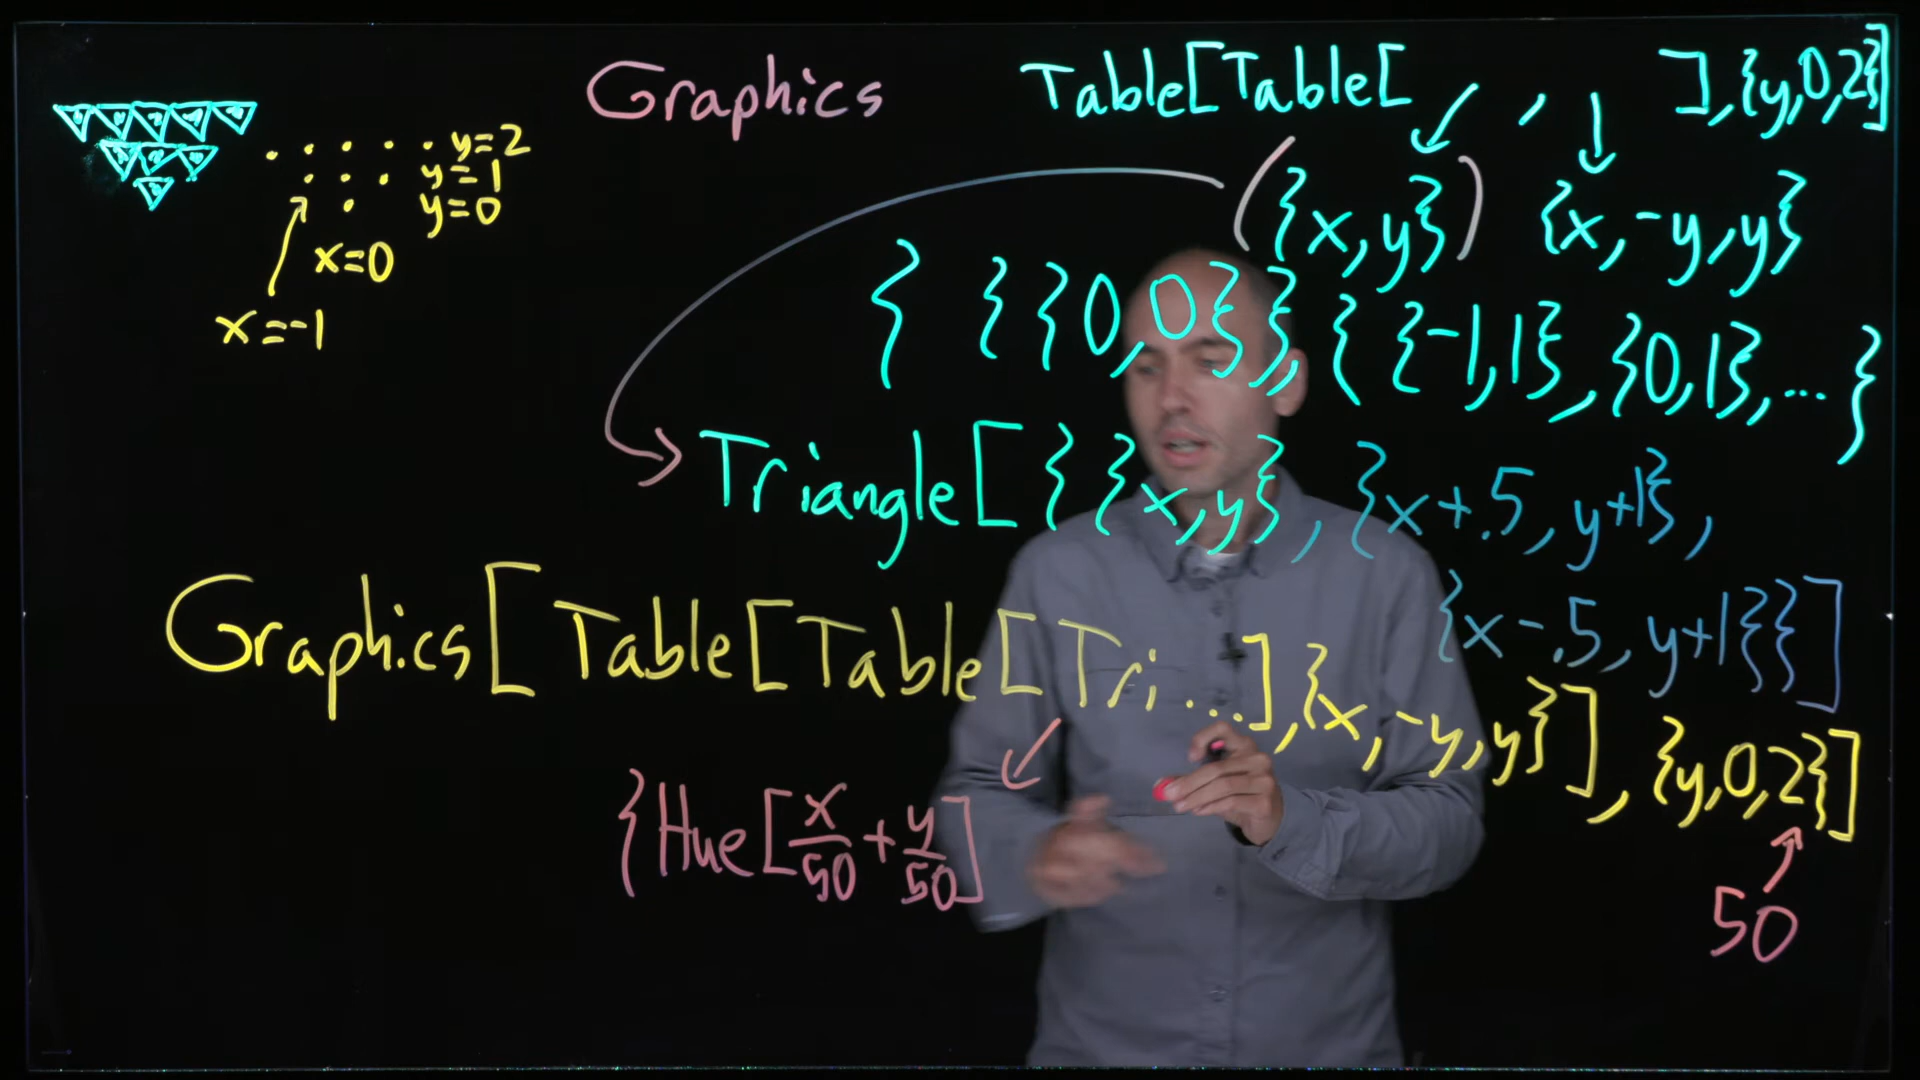 Graphics Table[Table[ , ],{y,0,2}]
y=2
y=1
y=0
x=0
x=-1
({x,y}) {x,-y,y}
{ {{0,0}},{ {-1,1},{0,1},... }
Triangle[{{x,y},{x+.5,y+1},
{x-.5,y+1}}]
Graphics[Table[Table[Tri...],{x,-y,y}],{y,0,2}]
{Hue[x/50+y/50]
50